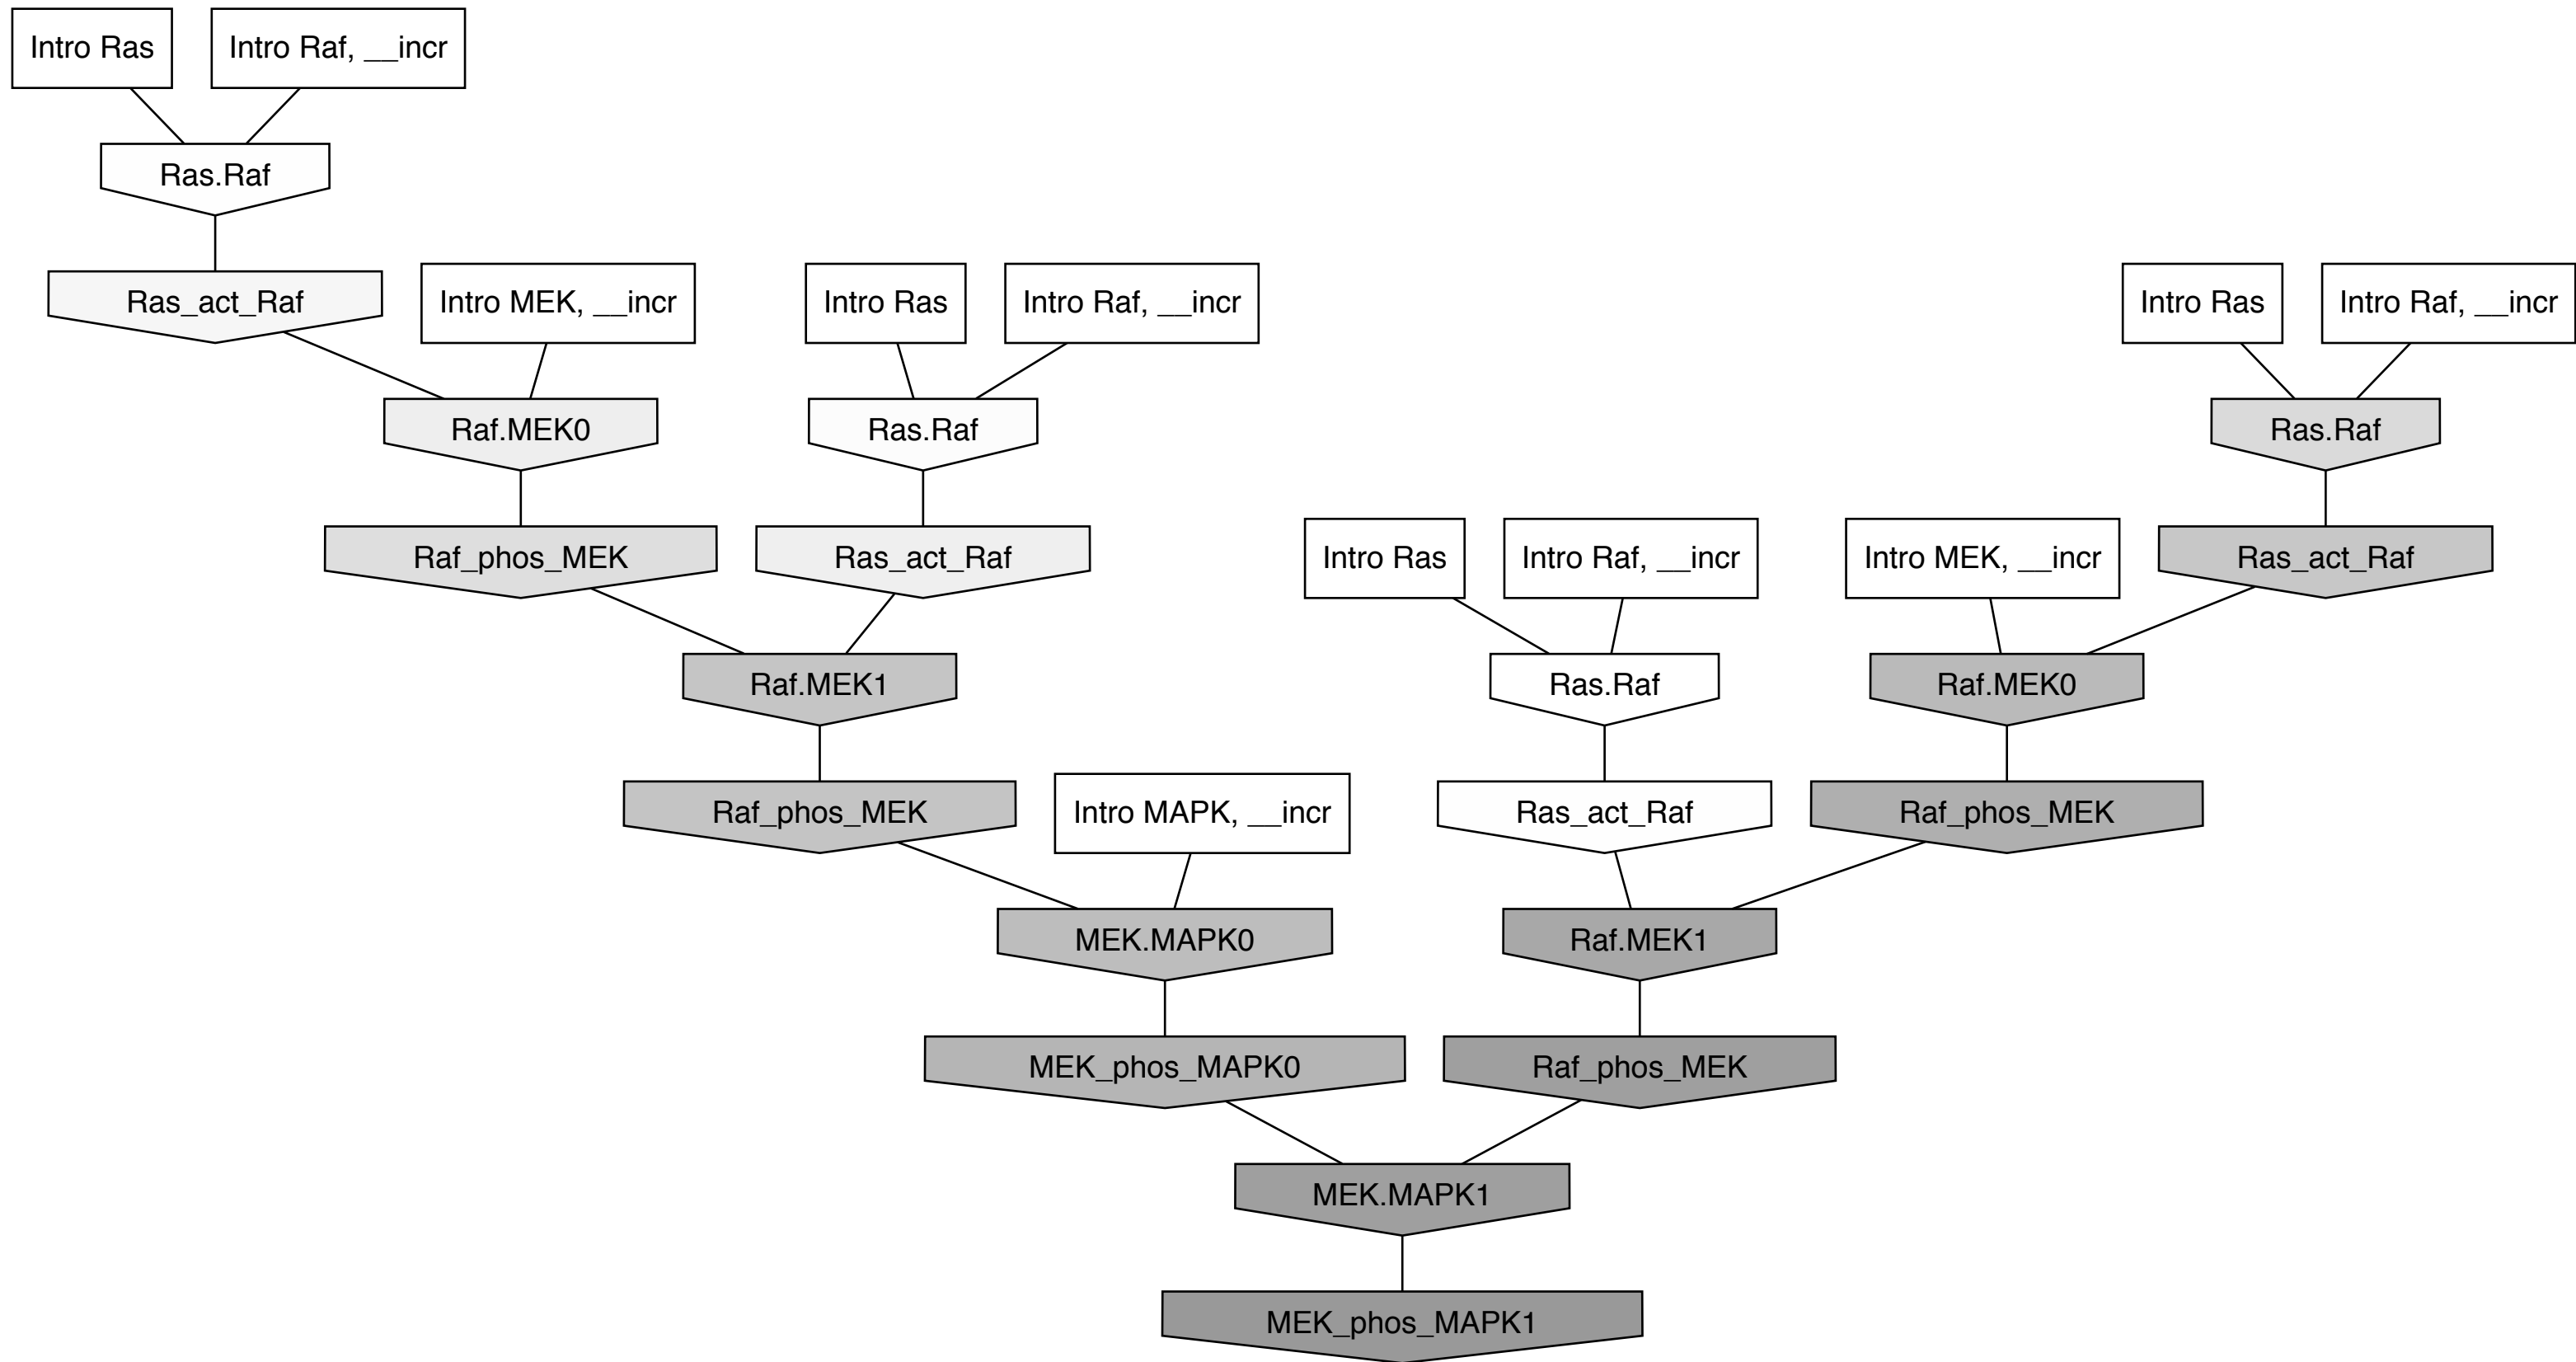 Intro Ras
Intro Raf, __incr
Ras.Raf
Ras_act_Raf
Intro MEK, __incr
Intro Ras
Intro Raf, __incr
Intro Ras
Intro Raf, __incr
Raf.MEK0
Ras.Raf
Ras.Raf
Raf_phos_MEK
Ras_act_Raf
Intro Ras
Intro Raf, __incr
Intro MEK, __incr
Ras_act_Raf
Raf.MEK1
Ras.Raf
Raf.MEK0
Raf_phos_MEK
Intro MAPK, __incr
Ras_act_Raf
Raf_phos_MEK
MEK.MAPK0
Raf.MEK1
MEK_phos_MAPK0
Raf_phos_MEK
MEK.MAPK1
MEK_phos_MAPK1